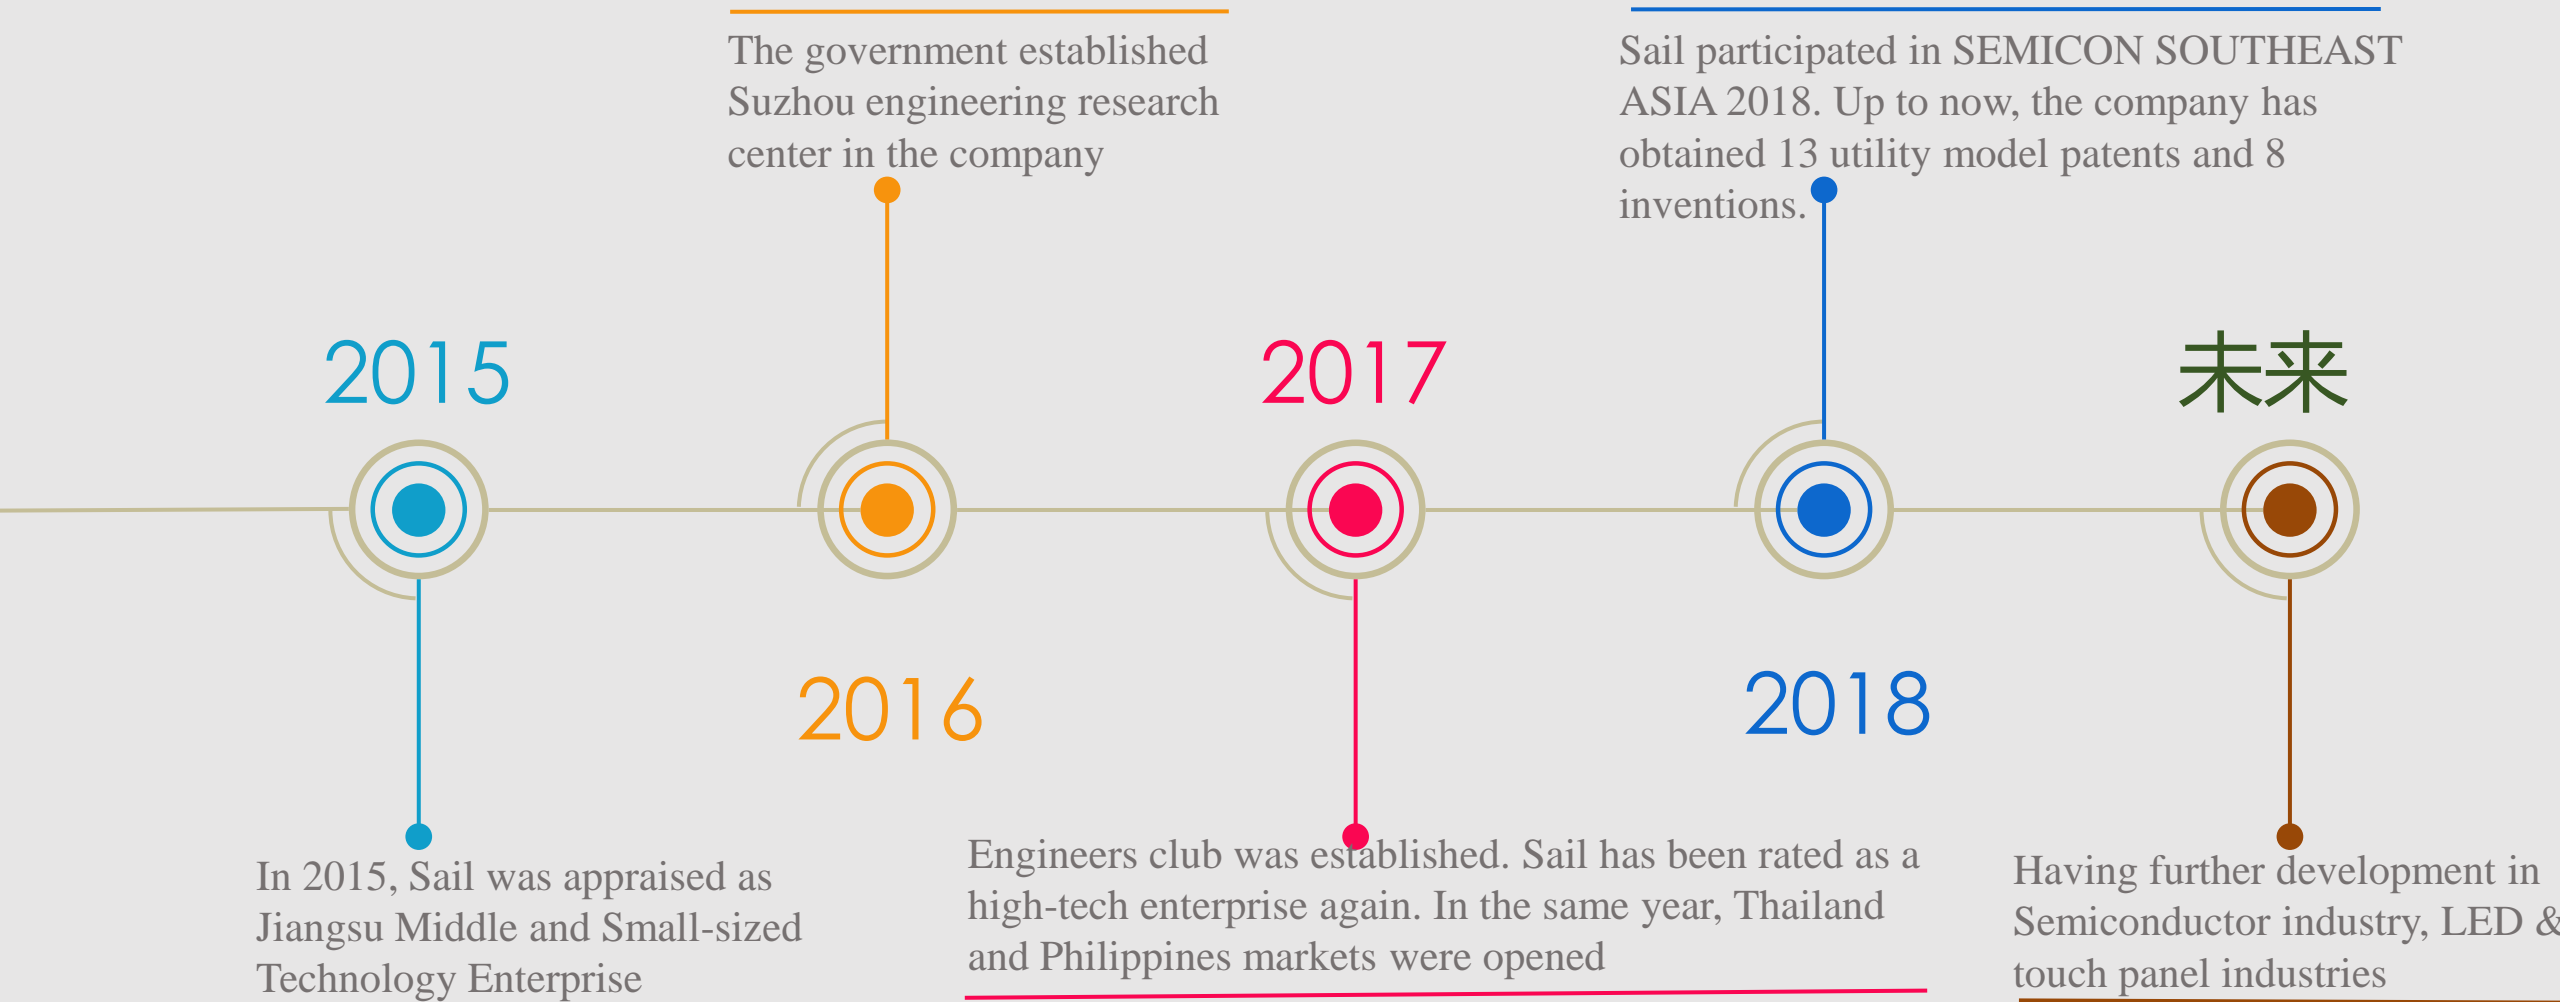 The government established
Suzhou engineering research
center in the company
Sail participated in SEMICON SOUTHEAST
ASIA 2018. Up to now, the company has
obtained 13 utility model patents and 8
inventions.
2015
2017
未来
2016
2018
In 2015, Sail was appraised as
Jiangsu Middle and Small-sized
Technology Enterprise
Engineers club was established. Sail has been rated as a
high-tech enterprise again. In the same year, Thailand
and Philippines markets were opened
Having further development in
Semiconductor industry, LED &
touch panel industries